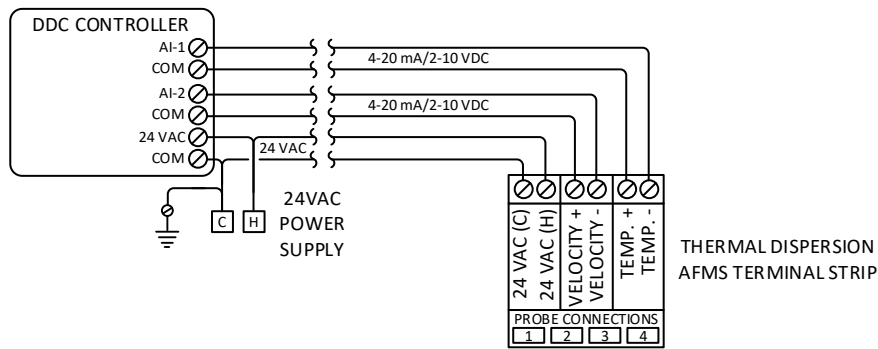 DDC CONTROLLER
AI-1
COM
4-20 mA/2-10 VDC
AI-2
COM
4-20 mA/2-10 VDC
24 VAC
24 VAC
COM
C
H
24VAC
POWER
SUPPLY
24 VAC (C)
24 VAC (H)
VELOCITY +
VELOCITY -
TEMP. +
TEMP. -
THERMAL DISPERSION
AFMS TERMINAL STRIP
PROBE CONNECTIONS
1 2 3 4